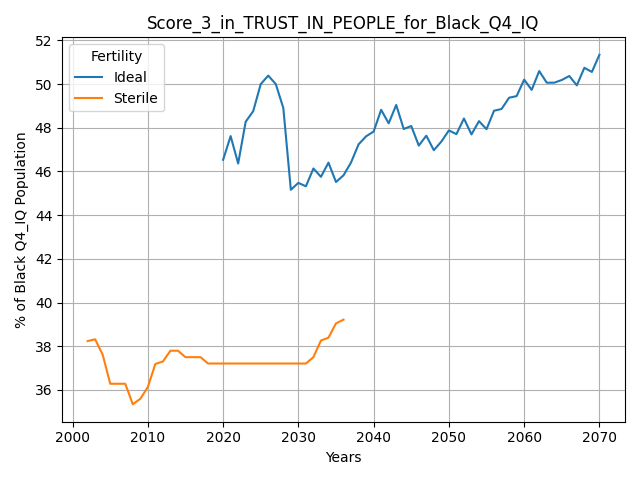 Score_3_in_TRUST_IN_PEOPLE_for_Black_Q4_IQ
Fertility
Ideal
Sterile
% of Black Q4_IQ Population
52
50
48
46
44
42
40
38
36
2000
2010
2020
2030
2040
2050
2060
2070
Years